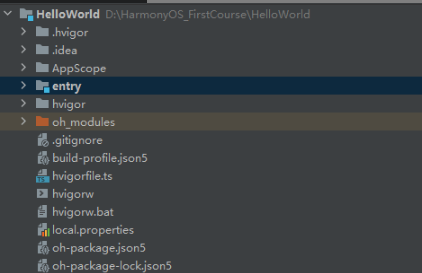 HelloWorld D:\HarmonyOS_FirstCourse\HelloWorld
.hvigor
.idea
AppScope
entry
hvigor
oh_modules
.gitignore
build-profile.json5
hvigorfile.ts
hvigorw
hvigorw.bat
local.properties
oh-package.json5
oh-package-lock.json5